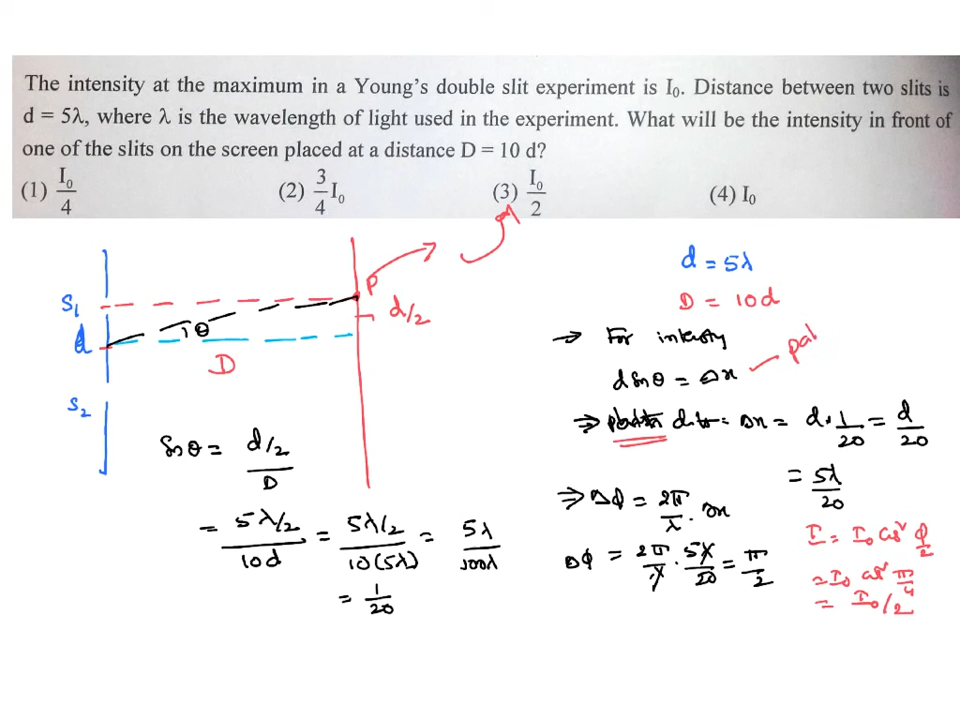 The intensity at the maximum in a Young's double slit experiment is I₀. Distance between two slits is
d = 5λ, where λ is the wavelength of light used in the experiment. What will be the intensity in front of
one of the slits on the screen placed at a distance D = 10 d?
(1) I₀/4 (2) 3/4 I₀ (3) I₀/2 (4) I₀
S₁
d
S₂
θ
D
P
d/2
Sin θ = (d/2)/D
= (5λ/2)/10d = (5λ/2)/10(5λ) = 5λ/100λ
= 1/20
d = 5λ
D = 10d
→ For intensity
d sin θ = Δx
⇒ Δx = d · 1/20 = d/20
= 5λ/20
⇒ Δϕ = 2π/λ · Δx
Δϕ = 2π/λ · 5λ/20 = π/2
I = I₀ cos² ϕ/2
= I₀ cos² π/4
= I₀/2